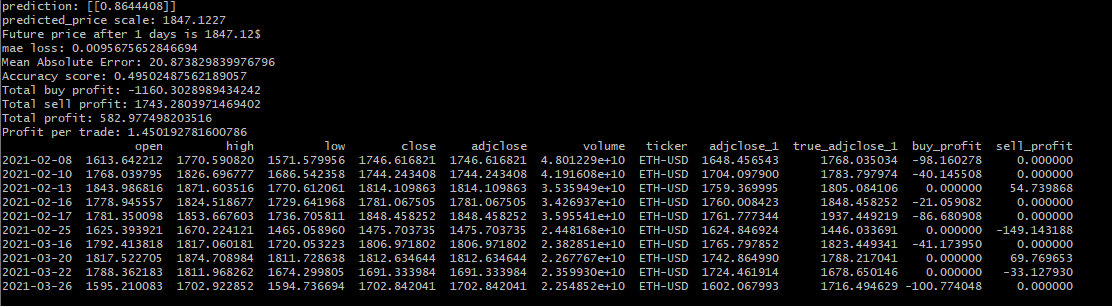 prediction: [[0.8644408]]
predicted_price scale: 1847.1227
Future price after 1 days is 1847.12$
mae loss: 0.0095675652846694
Mean Absolute Error: 20.873829839976796
Accuracy score: 0.49502487562189057
Total buy profit: -1160.3028989434242
Total sell profit: 1743.2803971469402
Total profit: 582.977498203516
Profit per trade: 1.450192781600786
open high low close adjclose volume ticker adjclose_1 true_adjclose_1 buy_profit sell_profit
2021-02-08 1613.642212 1770.590820 1571.579956 1746.616821 1746.616821 4.801229e+10 ETH-USD 1648.456543 1768.035034 -98.160278 0.000000
2021-02-10 1768.039795 1826.696777 1686.542358 1744.243408 1744.243408 4.191608e+10 ETH-USD 1704.097900 1783.797974 -40.145508 0.000000
2021-02-13 1843.986816 1871.603516 1770.612061 1814.109863 1814.109863 3.535949e+10 ETH-USD 1759.369995 1805.084106 0.000000 54.739868
2021-02-16 1778.945557 1824.518677 1729.641968 1781.067505 1781.067505 3.426937e+10 ETH-USD 1760.008423 1848.458252 -21.059082 0.000000
2021-02-17 1781.350098 1853.667603 1736.705811 1848.458252 1848.458252 3.595541e+10 ETH-USD 1761.777344 1937.449219 -86.680908 0.000000
2021-02-25 1625.393921 1670.224121 1465.058960 1475.703735 1475.703735 2.448168e+10 ETH-USD 1624.846924 1446.033691 0.000000 -149.143188
2021-03-16 1792.413818 1817.060181 1720.053223 1806.971802 1806.971802 2.382851e+10 ETH-USD 1765.797852 1823.449341 -41.173950 0.000000
2021-03-20 1817.522705 1874.708984 1811.728638 1812.634644 1812.634644 2.267767e+10 ETH-USD 1742.864990 1788.217041 0.000000 69.769653
2021-03-22 1788.362183 1811.968262 1674.299805 1691.333984 1691.333984 2.359930e+10 ETH-USD 1724.461914 1678.650146 0.000000 -33.127930
2021-03-26 1595.210083 1702.922852 1594.736694 1702.842041 1702.842041 2.254852e+10 ETH-USD 1602.067993 1716.494629 -100.774048 0.000000